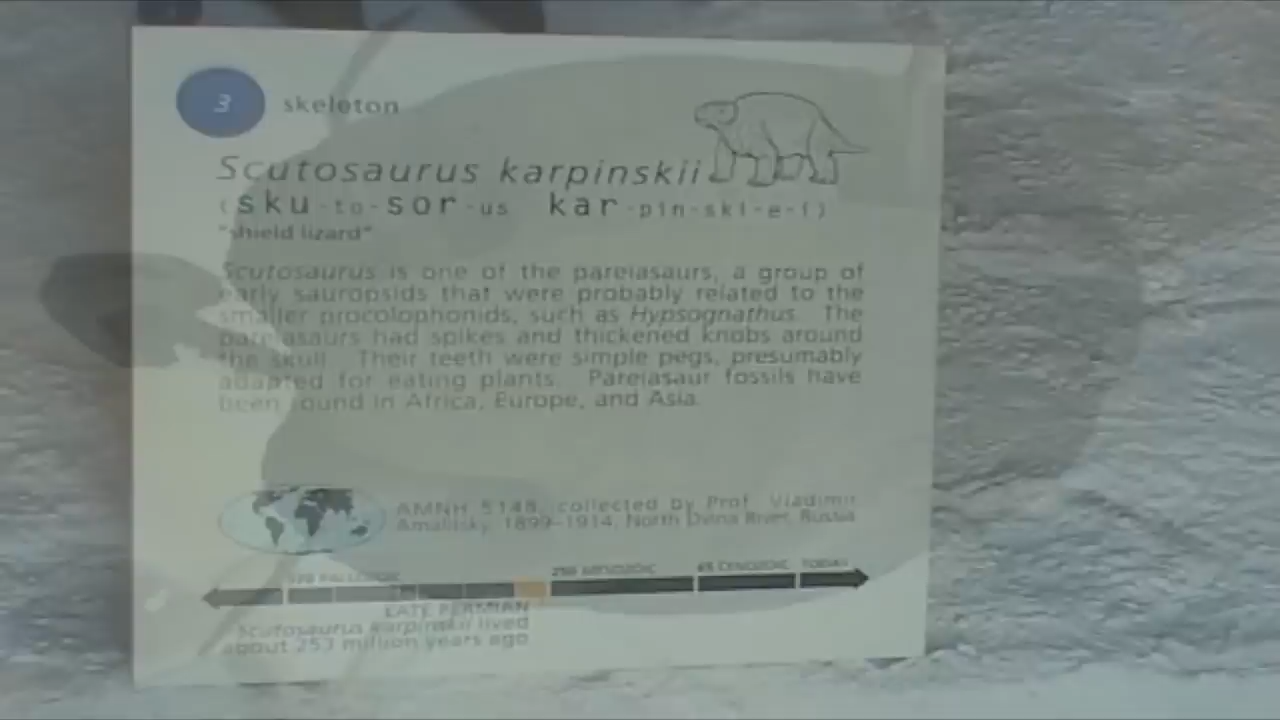 3 skeleton
Scutosaurus karpinskii
(sku-to-sor-us kar-pin-ski-e-i)
"shield lizard"
Scutosaurus is one of the pareiasaurs, a group of
early sauropsids that were probably related to the
smaller procolophonids, such as Hypsognathus. The
pareiasaurs had spikes and thickened knobs around
the skull. Their teeth were simple pegs, presumably
adapted for eating plants. Pareiasaur fossils have
been found in Africa, Europe, and Asia.
AMNH 5148, collected by Prof. Vladimir
Amalitsky, 1899-1914, North Dvina River, Russia
PALEOZOIC 250 MESOZOIC 65 CENOZOIC TODAY
LATE PERMIAN
Scutosaurus karpinskii lived
about 253 million years ago